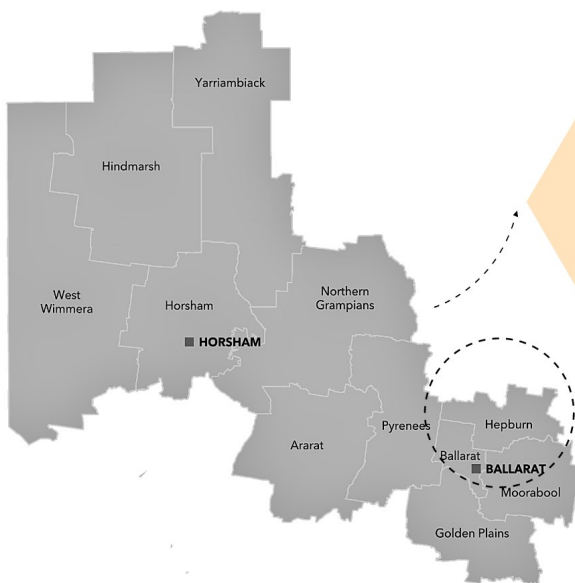 Yarriambiack
Hindmarsh
West
Wimmera
Horsham
HORSHAM
Northern
Grampians
Ararat
Pyrenees
Hepburn
Ballarat
BALLARAT
Moorabool
Golden Plains